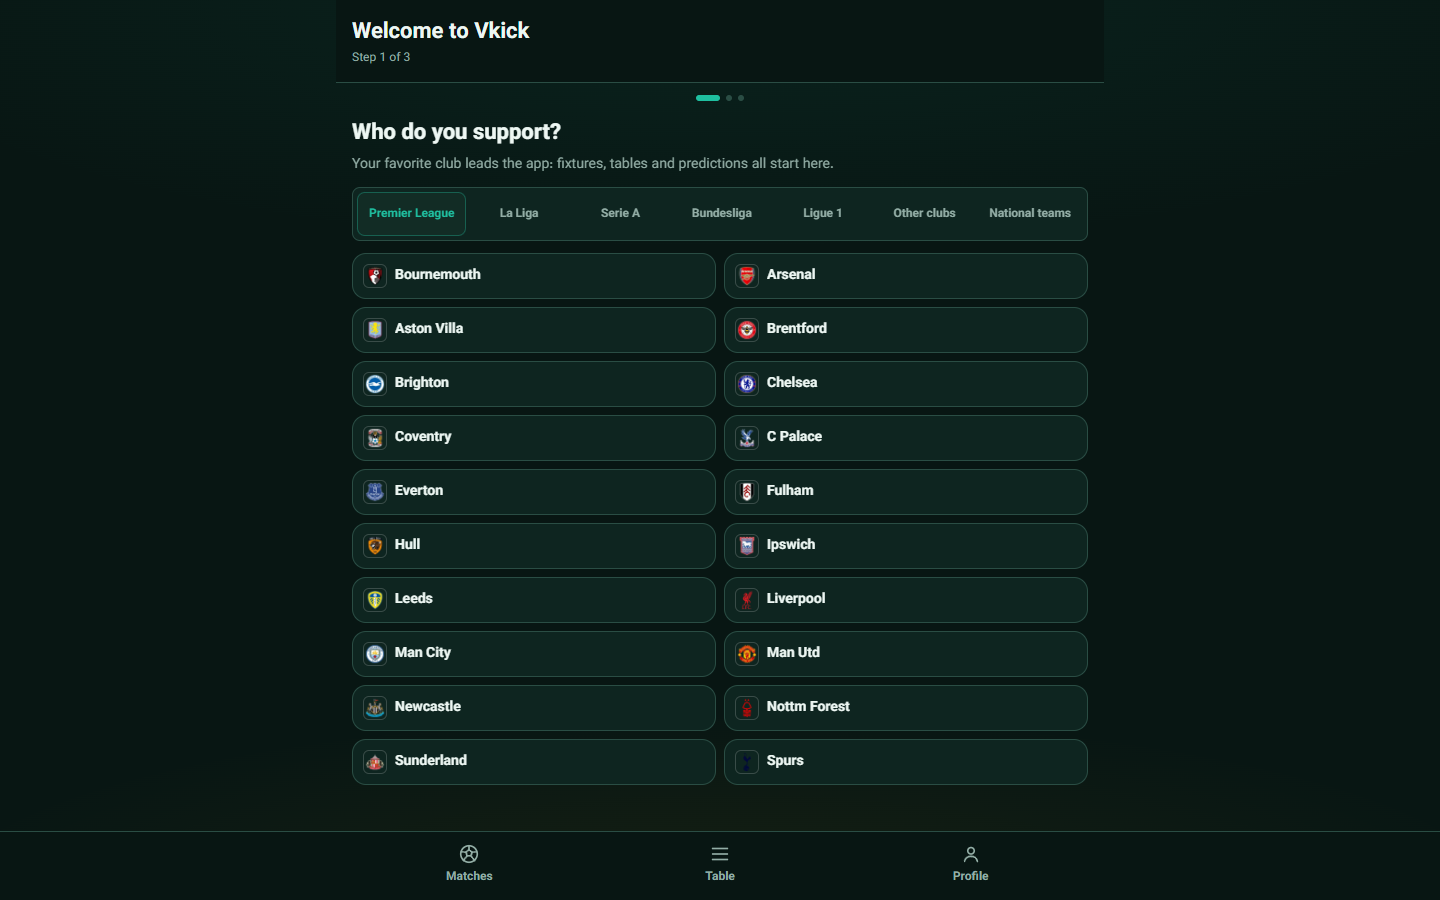 Welcome to Vkick
Step 1 of 3
Who do you support?
Your favorite club leads the app: fixtures, tables and predictions all start here.
Premier League
La Liga
Serie A
Bundesliga
Ligue 1
Other clubs
National teams
Bournemouth
Arsenal
Aston Villa
Brentford
Brighton
Chelsea
Coventry
C Palace
Everton
Fulham
Hull
Ipswich
Leeds
Liverpool
Man City
Man Utd
Newcastle
Nottm Forest
Sunderland
Spurs
Matches
Table
Profile